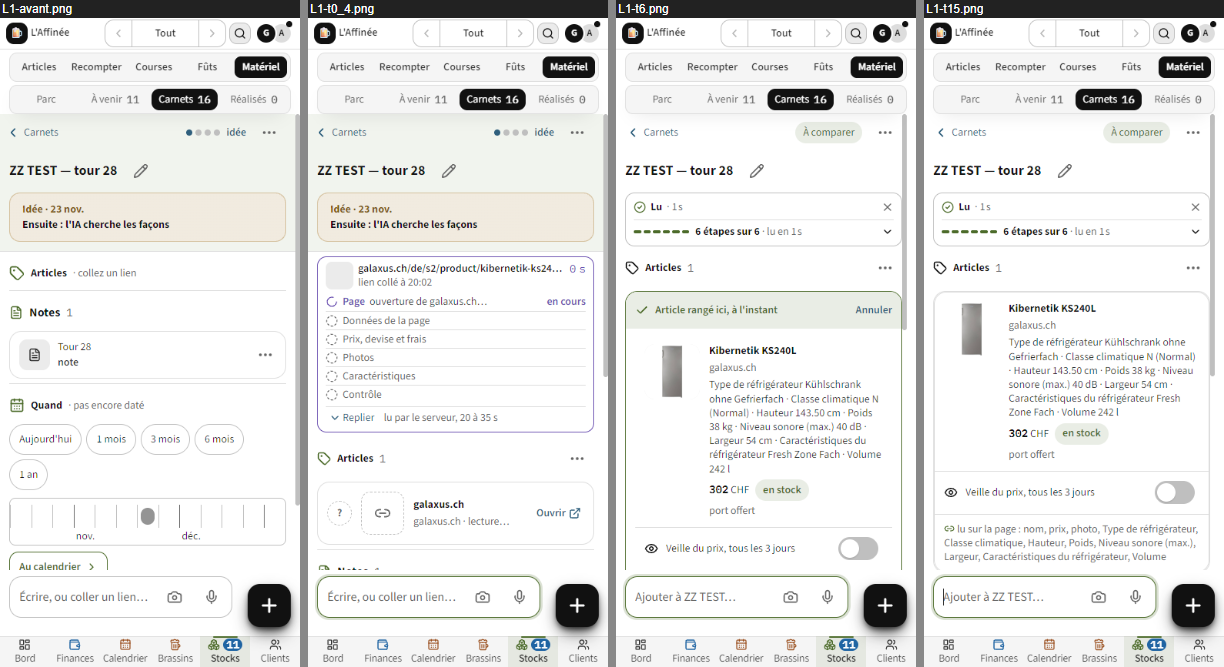 L1-avant.png
L'Affinée
Tout
G
A
Articles Recompter Courses Fûts Matériel
Parc À venir 11 Carnets 16 Réalisés 0
Carnets
idée
ZZ TEST — tour 28
Idée · 23 nov.
Ensuite : l'IA cherche les façons
Articles · collez un lien
Notes 1
Tour 28
note
Quand · pas encore daté
Aujourd'hui 1 mois 3 mois 6 mois
1 an
nov. déc.
Au calendrier
Écrire, ou coller un lien...
Bord Finances Calendrier Brassins Stocks 11 Clients
L1-t0_4.png
L'Affinée
Tout
G
A
Articles Recompter Courses Fûts Matériel
Parc À venir 11 Carnets 16 Réalisés 0
Carnets
idée
ZZ TEST — tour 28
Idée · 23 nov.
Ensuite : l'IA cherche les façons
galaxus.ch/de/s2/product/kibernetik-ks24... 0 s
lien collé à 20:02
Page ouverture de galaxus.ch... en cours
Données de la page
Prix, devise et frais
Photos
Caractéristiques
Contrôle
Replier lu par le serveur, 20 à 35 s
Articles 1
?
galaxus.ch
galaxus.ch · lecture...
Ouvrir
Écrire, ou coller un lien...
Bord Finances Calendrier Brassins Stocks 11 Clients
L1-t6.png
L'Affinée
Tout
G
A
Articles Recompter Courses Fûts Matériel
Parc À venir 11 Carnets 16 Réalisés 0
Carnets
À comparer
ZZ TEST — tour 28
Lu · 1 s
6 étapes sur 6 · lu en 1 s
Articles 1
Article rangé ici, à l'instant Annuler
Kibernetik KS240L
galaxus.ch
Type de réfrigérateur Kühlschrank
ohne Gefrierfach · Classe climatique N
(Normal) · Hauteur 143.50 cm · Poids
38 kg · Niveau sonore (max.) 40 dB ·
Largeur 54 cm · Caractéristiques du
réfrigérateur Fresh Zone Fach · Volume
242 l
302 CHF en stock
port offert
Veille du prix, tous les 3 jours
Ajouter à ZZ TEST...
Bord Finances Calendrier Brassins Stocks 11 Clients
L1-t15.png
L'Affinée
Tout
G
A
Articles Recompter Courses Fûts Matériel
Parc À venir 11 Carnets 16 Réalisés 0
Carnets
À comparer
ZZ TEST — tour 28
Lu · 1 s
6 étapes sur 6 · lu en 1 s
Articles 1
Kibernetik KS240L
galaxus.ch
Type de réfrigérateur Kühlschrank ohne
Gefrierfach · Classe climatique N (Normal)
· Hauteur 143.50 cm · Poids 38 kg · Niveau
sonore (max.) 40 dB · Largeur 54 cm ·
Caractéristiques du réfrigérateur Fresh
Zone Fach · Volume 242 l
302 CHF en stock
port offert
Veille du prix, tous les 3 jours
lu sur la page : nom, prix, photo, Type de réfrigérateur,
Classe climatique, Hauteur, Poids, Niveau sonore (max.),
Largeur, Caractéristiques du réfrigérateur, Volume
Ajouter à ZZ TEST...
Bord Finances Calendrier Brassins Stocks 11 Clients